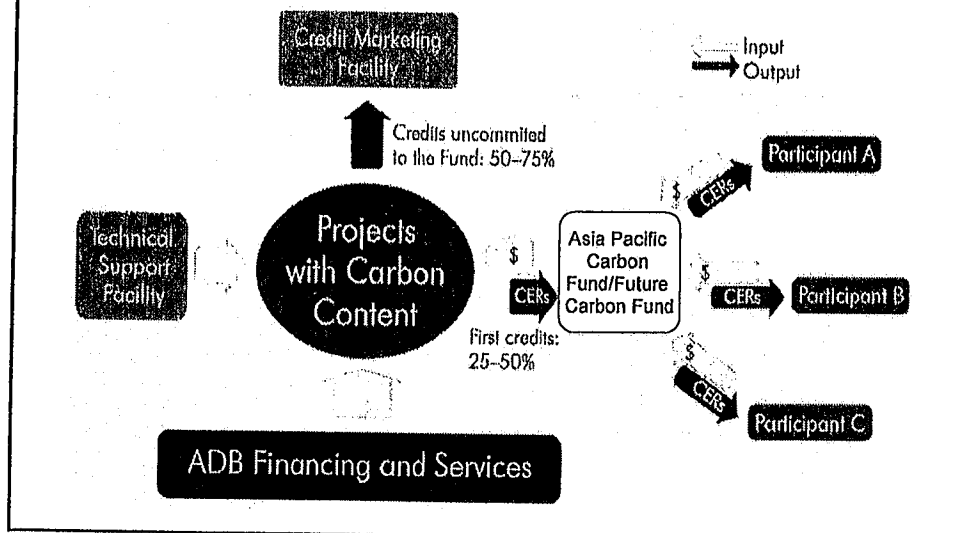 Credit Marketing
Facility
Input
Output
Credits uncommited
to the Fund: 50–75%
Participant A
$
CERs
Technical
Support
Facility
Projects
with Carbon
Content
$
CERs
First credits:
25–50%
Asia Pacific
Carbon
Fund/Future
Carbon Fund
$
CERs
Participant B
$
CERs
Participant C
ADB Financing and Services